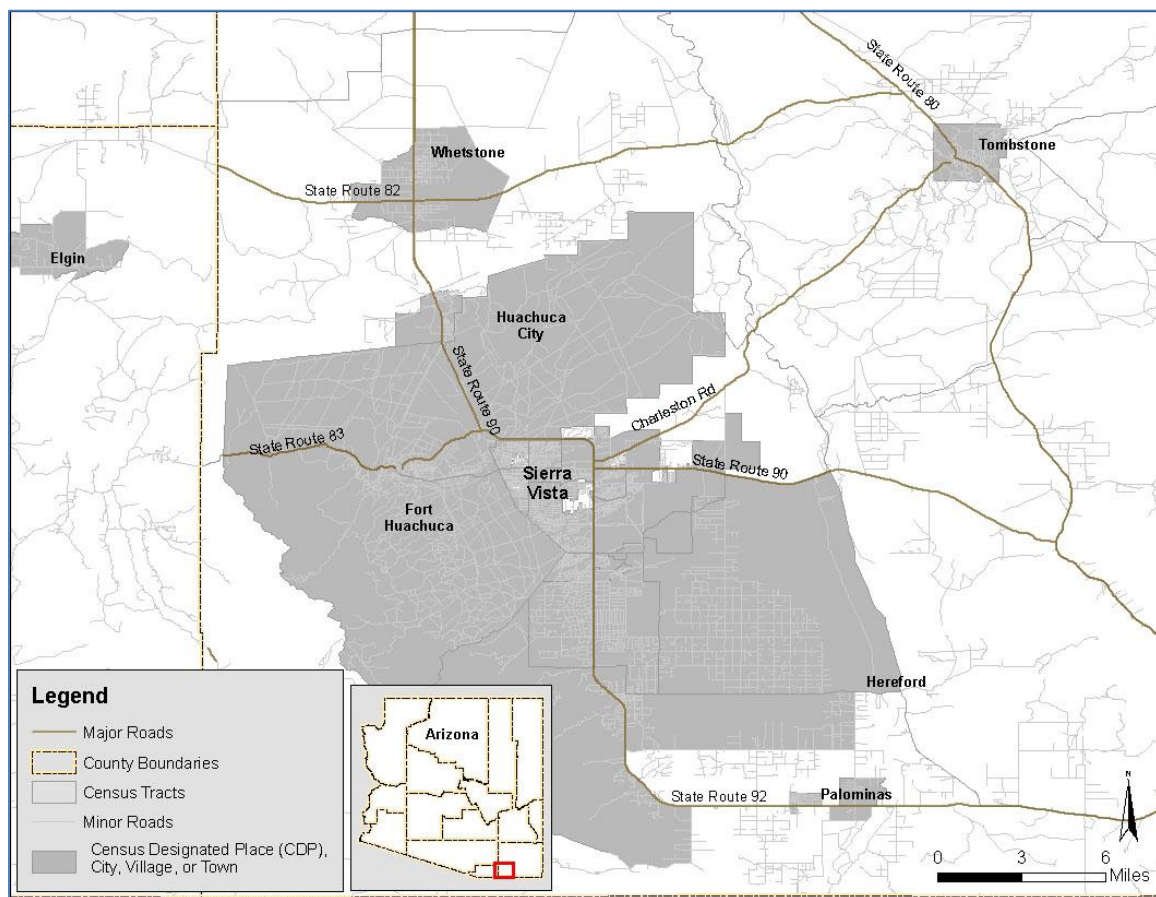 State Route 80
Whetstone
Tombstone
State Route 82
Elgin
Huachuca
City
State Route 90
Charleston Rd
State Route 83
Sierra
Vista
State Route 90
Fort
Huachuca
Hereford
Legend
Major Roads
County Boundaries
Census Tracts
Minor Roads
Census Designated Place (CDP),
City, Village, or Town
Arizona
State Route 92
Palominas
N
0 3 6
Miles